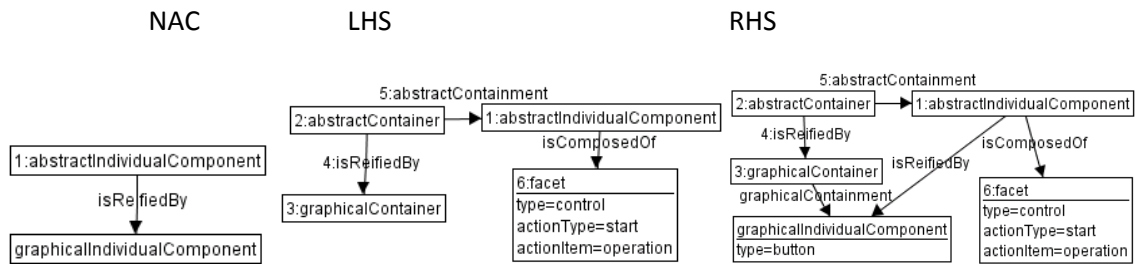 NAC
LHS
RHS
1:abstractIndividualComponent
isReifiedBy
graphicalIndividualComponent
5:abstractContainment
2:abstractContainer
1:abstractIndividualComponent
4:isReifiedBy
isComposedOf
3:graphicalContainer
6:facet
type=control
actionType=start
actionItem=operation
5:abstractContainment
2:abstractContainer
1:abstractIndividualComponent
4:isReifiedBy
isReifiedBy
isComposedOf
3:graphicalContainer
graphicalContainment
graphicalIndividualComponent
type=button
6:facet
type=control
actionType=start
actionItem=operation